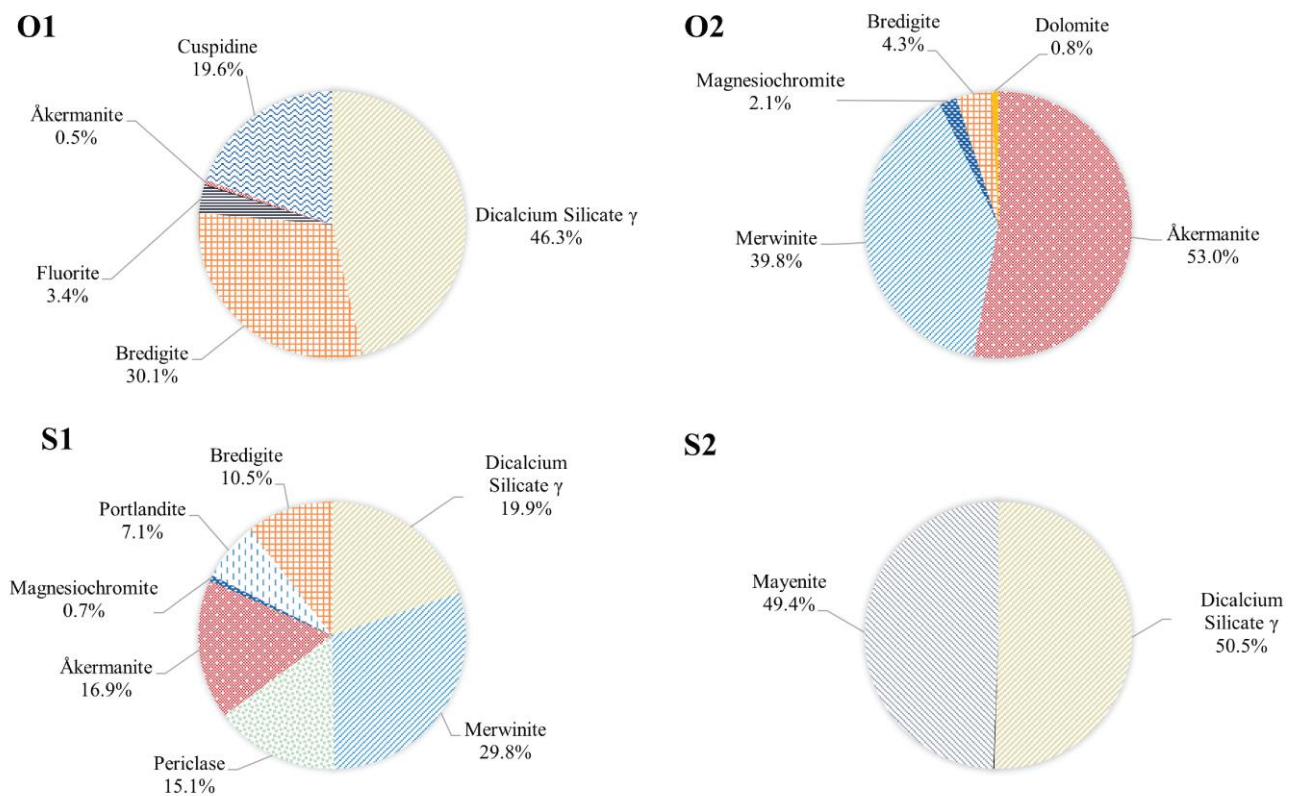 O1
Cuspidine
19.6%
Åkermanite
0.5%
Fluorite
3.4%
Bredigite
30.1%
Dicalcium Silicate γ
46.3%
O2
Bredigite
4.3%
Dolomite
0.8%
Magnesiochromite
2.1%
Merwinite
39.8%
Åkermanite
53.0%
S1
Bredigite
10.5%
Dicalcium
Silicate γ
19.9%
Portlandite
7.1%
Magnesiochromite
0.7%
Åkermanite
16.9%
Periclase
15.1%
Merwinite
29.8%
S2
Mayenite
49.4%
Dicalcium
Silicate γ
50.5%